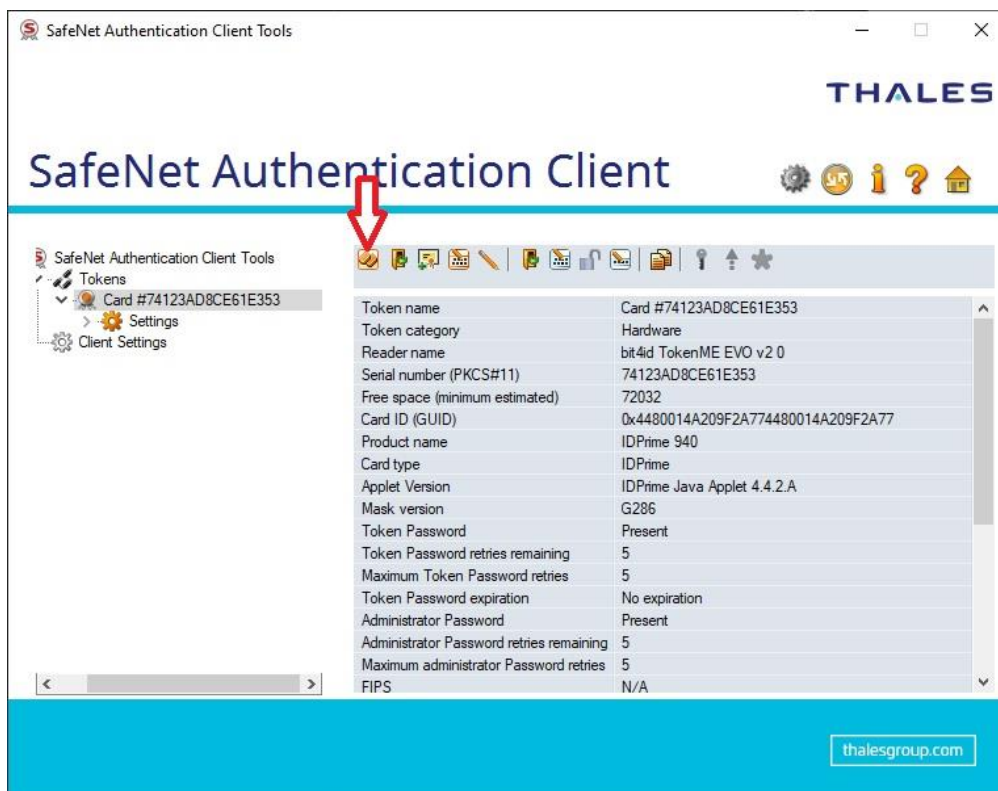 SafeNet Authentication Client Tools
THALES
SafeNet Authentication Client
SafeNet Authentication Client Tools
Tokens
Card #74123AD8CE61E353
Settings
Client Settings
Token name Card #74123AD8CE61E353
Token category Hardware
Reader name bit4id TokenME EVO v2 0
Serial number (PKCS#11) 74123AD8CE61E353
Free space (minimum estimated) 72032
Card ID (GUID) 0x4480014A209F2A774480014A209F2A77
Product name IDPrime 940
Card type IDPrime
Applet Version IDPrime Java Applet 4.4.2.A
Mask version G286
Token Password Present
Token Password retries remaining 5
Maximum Token Password retries 5
Token Password expiration No expiration
Administrator Password Present
Administrator Password retries remaining 5
Maximum administrator Password retries 5
FIPS N/A
thalesgroup.com